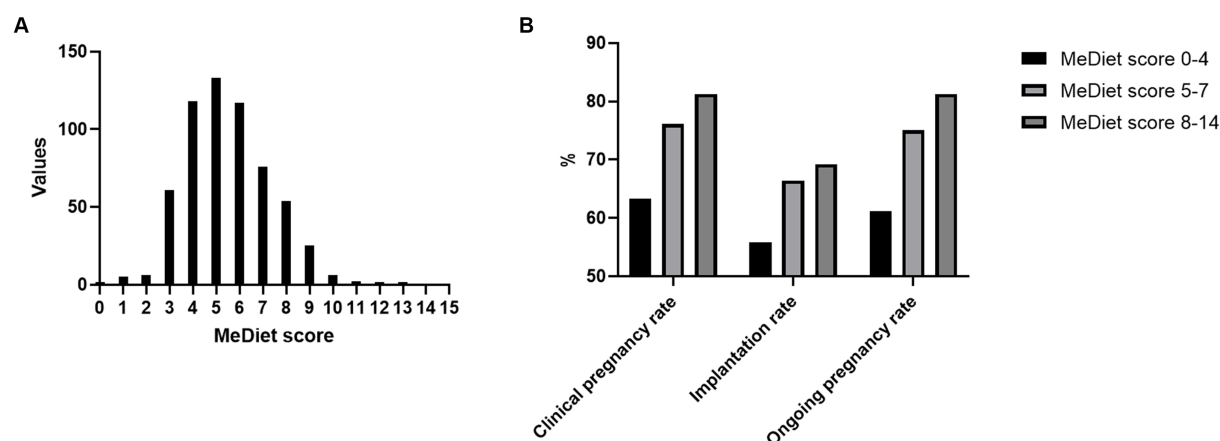 A
150
100
50
0
Values
0 1 2 3 4 5 6 7 8 9 10 11 12 13 14 15
MeDiet score
B
90
80
70
60
50
%
Clinical pregnancy rate
Implantation rate
Ongoing pregnancy rate
MeDiet score 0-4
MeDiet score 5-7
MeDiet score 8-14